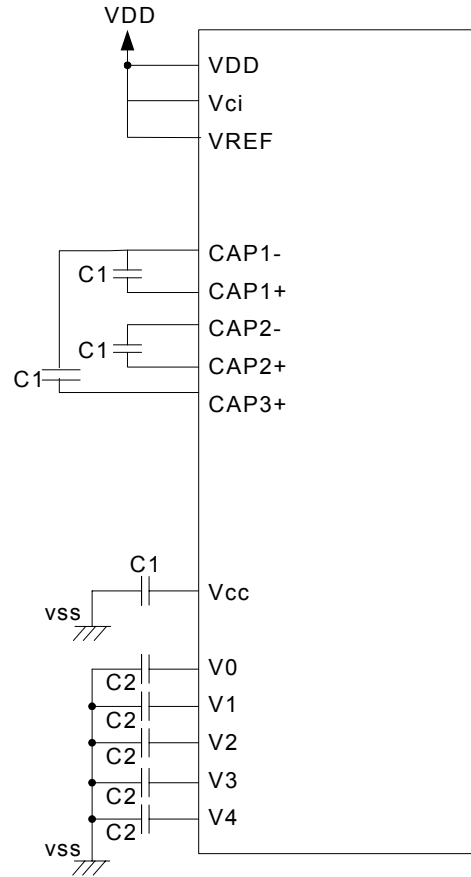 VDD
VDD
Vci
VREF
CAP1-
C1
CAP1+
CAP2-
C1
CAP2+
C1
CAP3+
C1
Vcc
vss
V0
C2
V1
C2
V2
C2
V3
C2
V4
C2
vss